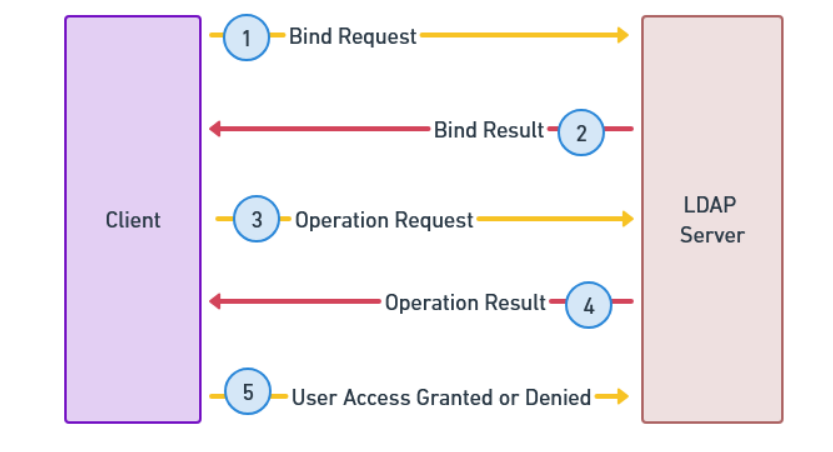 1
Bind Request
Bind Result
2
Client
3
Operation Request
LDAP
Server
Operation Result
4
5
User Access Granted or Denied